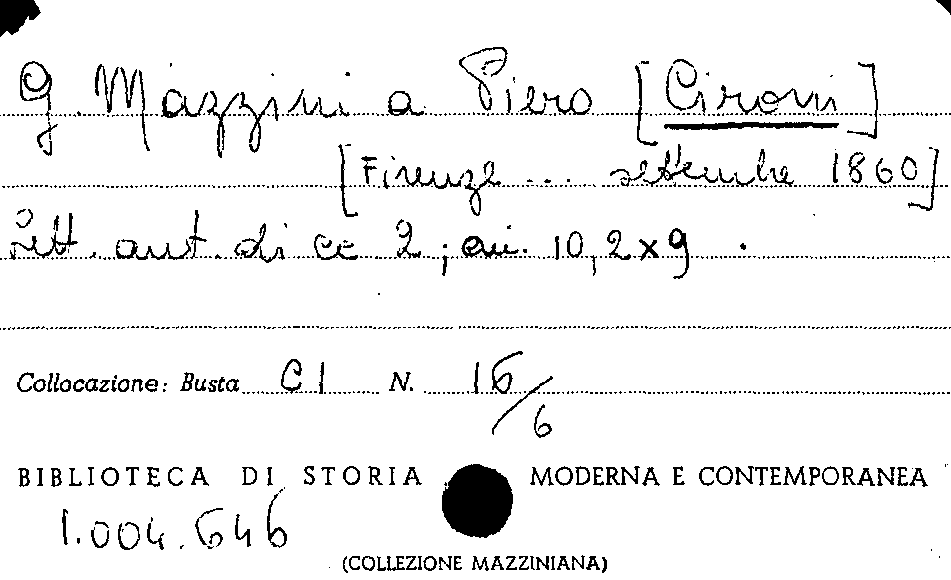 G. Mazzini a Piero [Cironi]
[Firenze ... settembre 1860]
Lett. aut. di cc 2; cm. 10,2x9.
Collocazione: Busta CI N. 16/6
BIBLIOTECA DI STORIA MODERNA E CONTEMPORANEA
1.004.646
(COLLEZIONE MAZZINIANA)